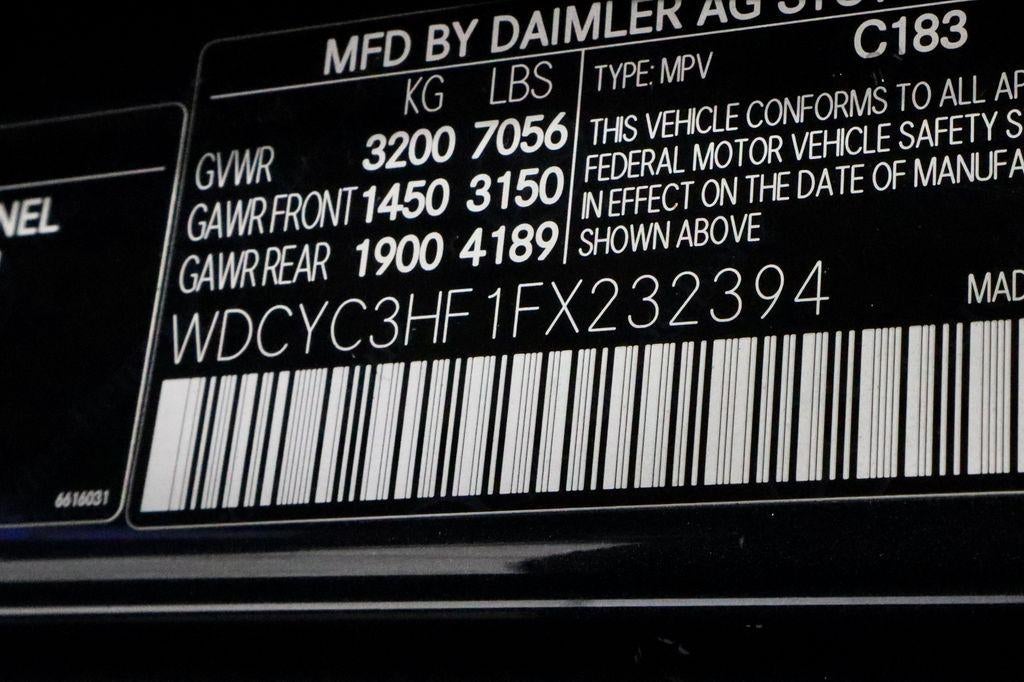 MFD BY DAIMLER AG
C183
KG LBS
TYPE: MPV
GVWR 3200 7056
GAWR FRONT 1450 3150
GAWR REAR 1900 4189
THIS VEHICLE CONFORMS TO ALL AP
FEDERAL MOTOR VEHICLE SAFETY S
IN EFFECT ON THE DATE OF MANUFA
SHOWN ABOVE
WDCYC3HF1FX232394
MAD
NEL
6616031